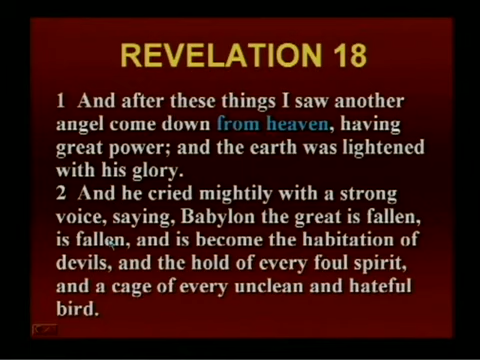 REVELATION 18
1 And after these things I saw another
angel come down from heaven, having
great power; and the earth was lightened
with his glory.
2 And he cried mightily with a strong
voice, saying, Babylon the great is fallen,
is fallen, and is become the habitation of
devils, and the hold of every foul spirit,
and a cage of every unclean and hateful
bird.